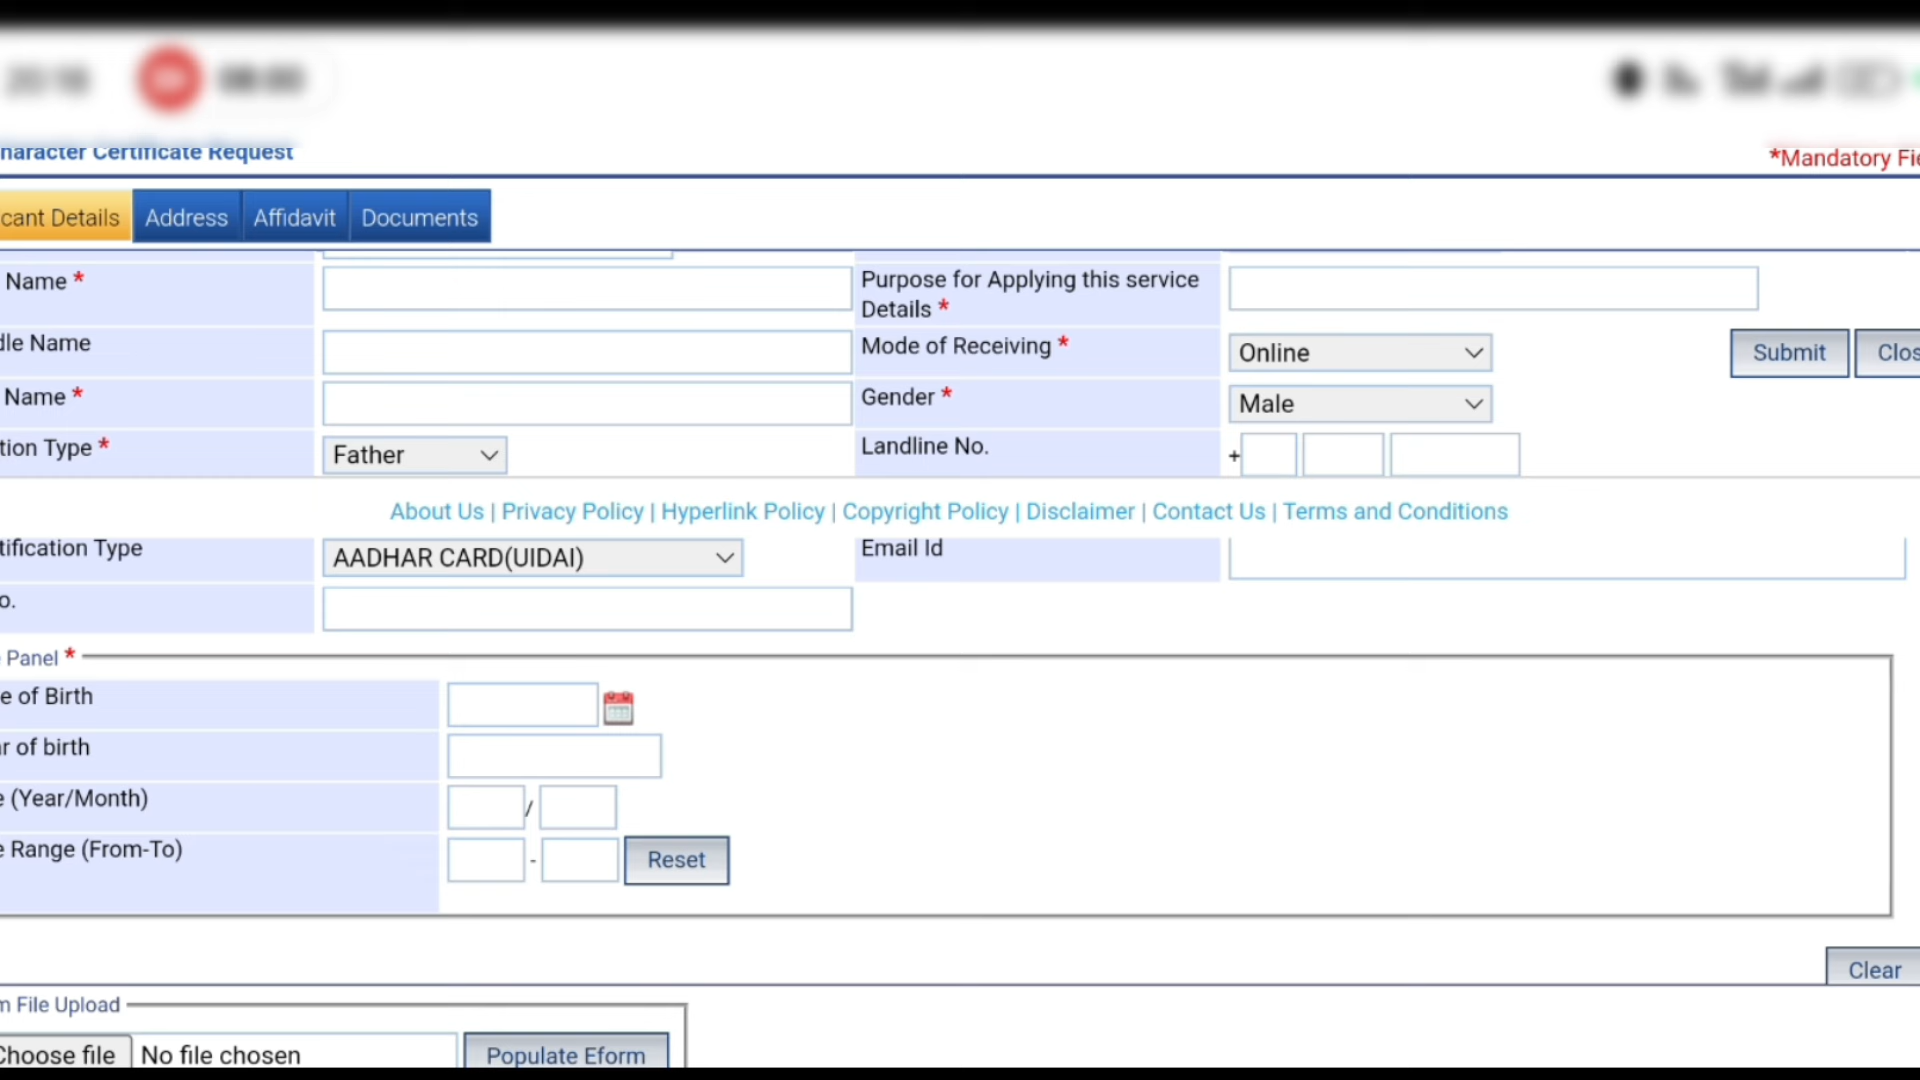 haracter Certificate Request
*Mandatory Fie
cant Details Address Affidavit Documents
Name * Purpose for Applying this service
Details *
dle Name Mode of Receiving * Online Submit Clos
Name * Gender * Male
tion Type * Father Landline No. +
About Us | Privacy Policy | Hyperlink Policy | Copyright Policy | Disclaimer | Contact Us | Terms and Conditions
tification Type AADHAR CARD(UIDAI) Email Id
o.
Panel *
e of Birth
r of birth
e (Year/Month) /
e Range (From-To) - Reset
Clear
m File Upload
Choose file No file chosen Populate Eform